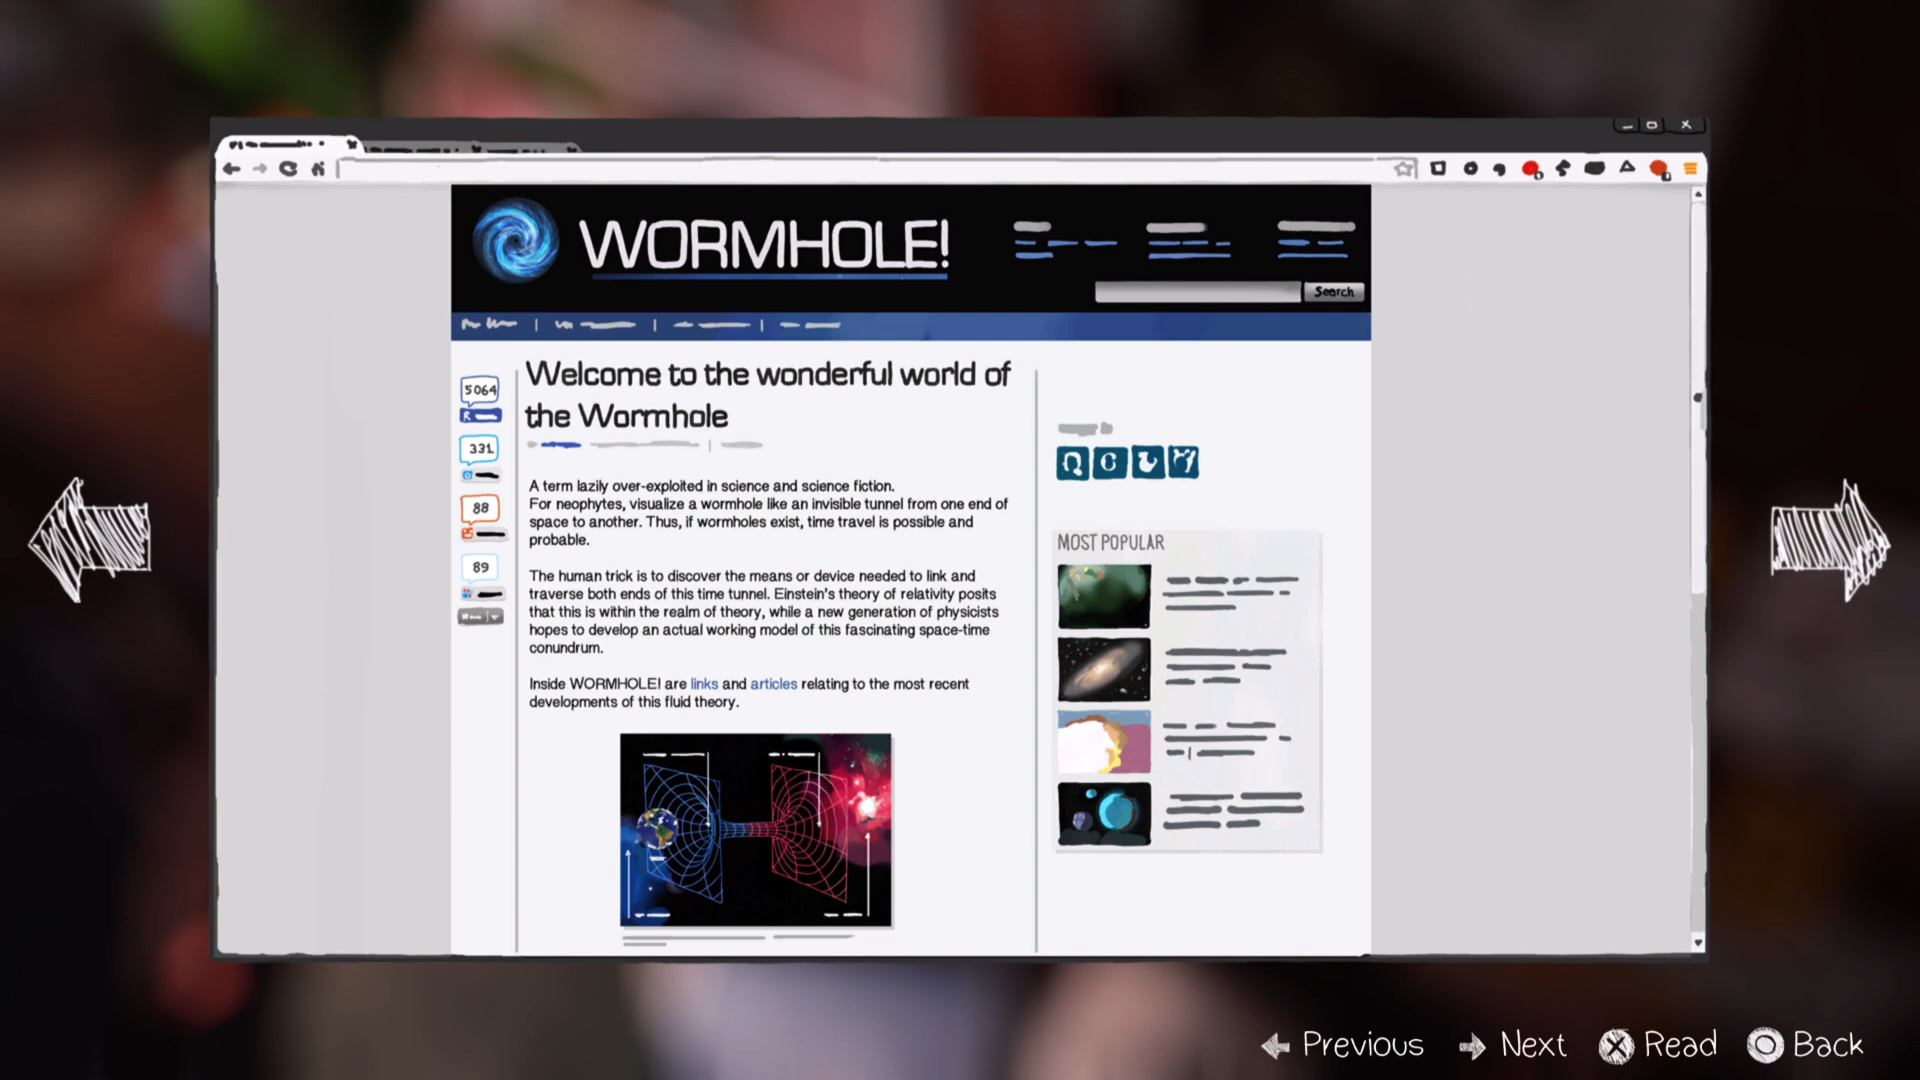 WORMHOLE!
Search
Welcome to the wonderful world of
the Wormhole
5064
331
88
89
A term lazily over-exploited in science and science fiction.
For neophytes, visualize a wormhole like an invisible tunnel from one end of
space to another. Thus, if wormholes exist, time travel is possible and
probable.
The human trick is to discover the means or device needed to link and
traverse both ends of this time tunnel. Einstein's theory of relativity posits
that this is within the realm of theory, while a new generation of physicists
hopes to develop an actual working model of this fascinating space-time
conundrum.
Inside WORMHOLE! are links and articles relating to the most recent
developments of this fluid theory.
MOST POPULAR
Previous
Next
Read
Back